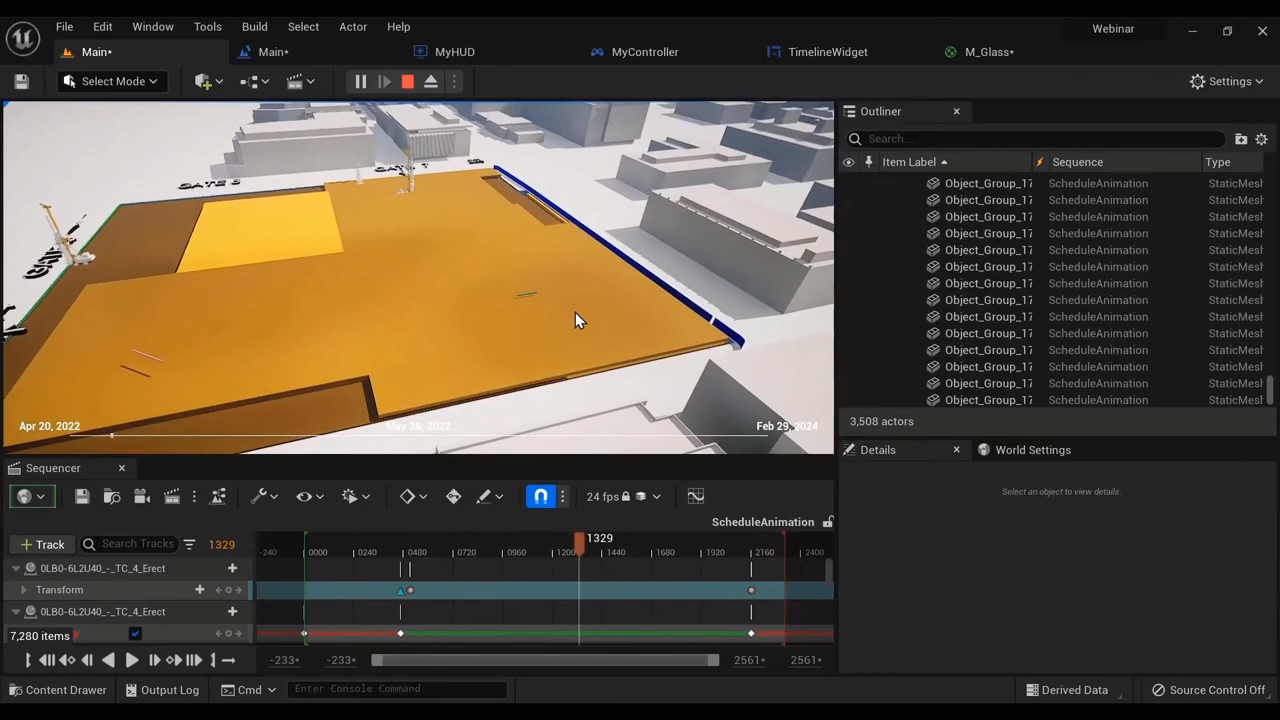 File Edit Window Tools Build Select Actor Help Webinar
Main* Main* MyHUD MyController TimelineWidget M_Glass*
Select Mode Settings
Outliner
Search...
Item Label Sequence Type
Object_Group_17 ScheduleAnimation StaticMesh
Object_Group_17 ScheduleAnimation StaticMesh
Object_Group_17 ScheduleAnimation StaticMesh
Object_Group_17 ScheduleAnimation StaticMesh
Object_Group_17 ScheduleAnimation StaticMesh
Object_Group_17 ScheduleAnimation StaticMesh
Object_Group_17 ScheduleAnimation StaticMesh
Object_Group_17 ScheduleAnimation StaticMesh
Object_Group_17 ScheduleAnimation StaticMesh
Object_Group_17 ScheduleAnimation StaticMesh
Object_Group_17 ScheduleAnimation StaticMesh
Object_Group_17 ScheduleAnimation StaticMesh
Object_Group_17 ScheduleAnimation StaticMesh
Object_Group_17 ScheduleAnimation StaticMesh
3,508 actors
GATE
Apr 20, 2022 Feb 29, 2024
Details World Settings
Select an object to view details.
Sequencer
24 fps
ScheduleAnimation
Track Search Tracks 1329
1329
-240 0000 0240 0480 0720 0960 1200 1440 1680 1920 2160 2400
0LB0-6L2U40_-_TC_4_Erect
Transform
0LB0-6L2U40_-_TC_4_Erect
7,280 items
-233* -233* 2561* 2561*
Content Drawer Output Log Cmd Enter Console Command Derived Data Source Control Off